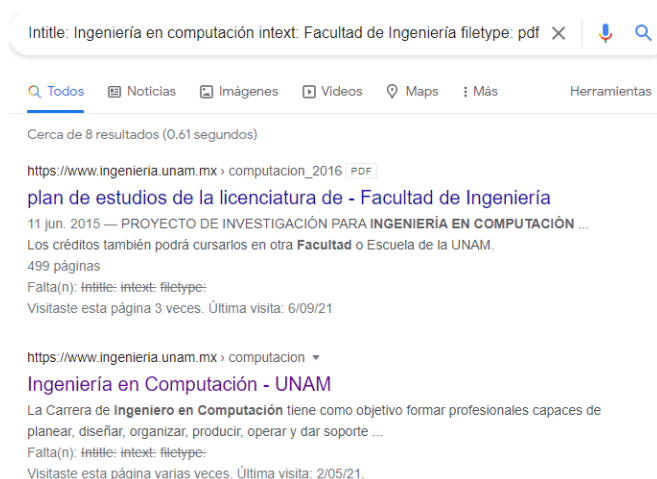 Intitle: Ingeniería en computación intext: Facultad de Ingeniería filetype: pdf
Todos Noticias Imágenes Videos Maps Más Herramientas
Cerca de 8 resultados (0.61 segundos)
https://www.ingenieria.unam.mx › computacion_2016 PDF
plan de estudios de la licenciatura de - Facultad de Ingeniería
11 jun. 2015 — PROYECTO DE INVESTIGACIÓN PARA INGENIERÍA EN COMPUTACIÓN ...
Los créditos también podrá cursarlos en otra Facultad o Escuela de la UNAM.
499 páginas
Falta(n): Intitle: intext: filetype:
Visitaste esta página 3 veces. Última visita: 6/09/21
https://www.ingenieria.unam.mx › computacion
Ingeniería en Computación - UNAM
La Carrera de Ingeniero en Computación tiene como objetivo formar profesionales capaces de
planear, diseñar, organizar, producir, operar y dar soporte ...
Falta(n): Intitle: intext: filetype:
Visitaste esta página varias veces. Última visita: 2/05/21.